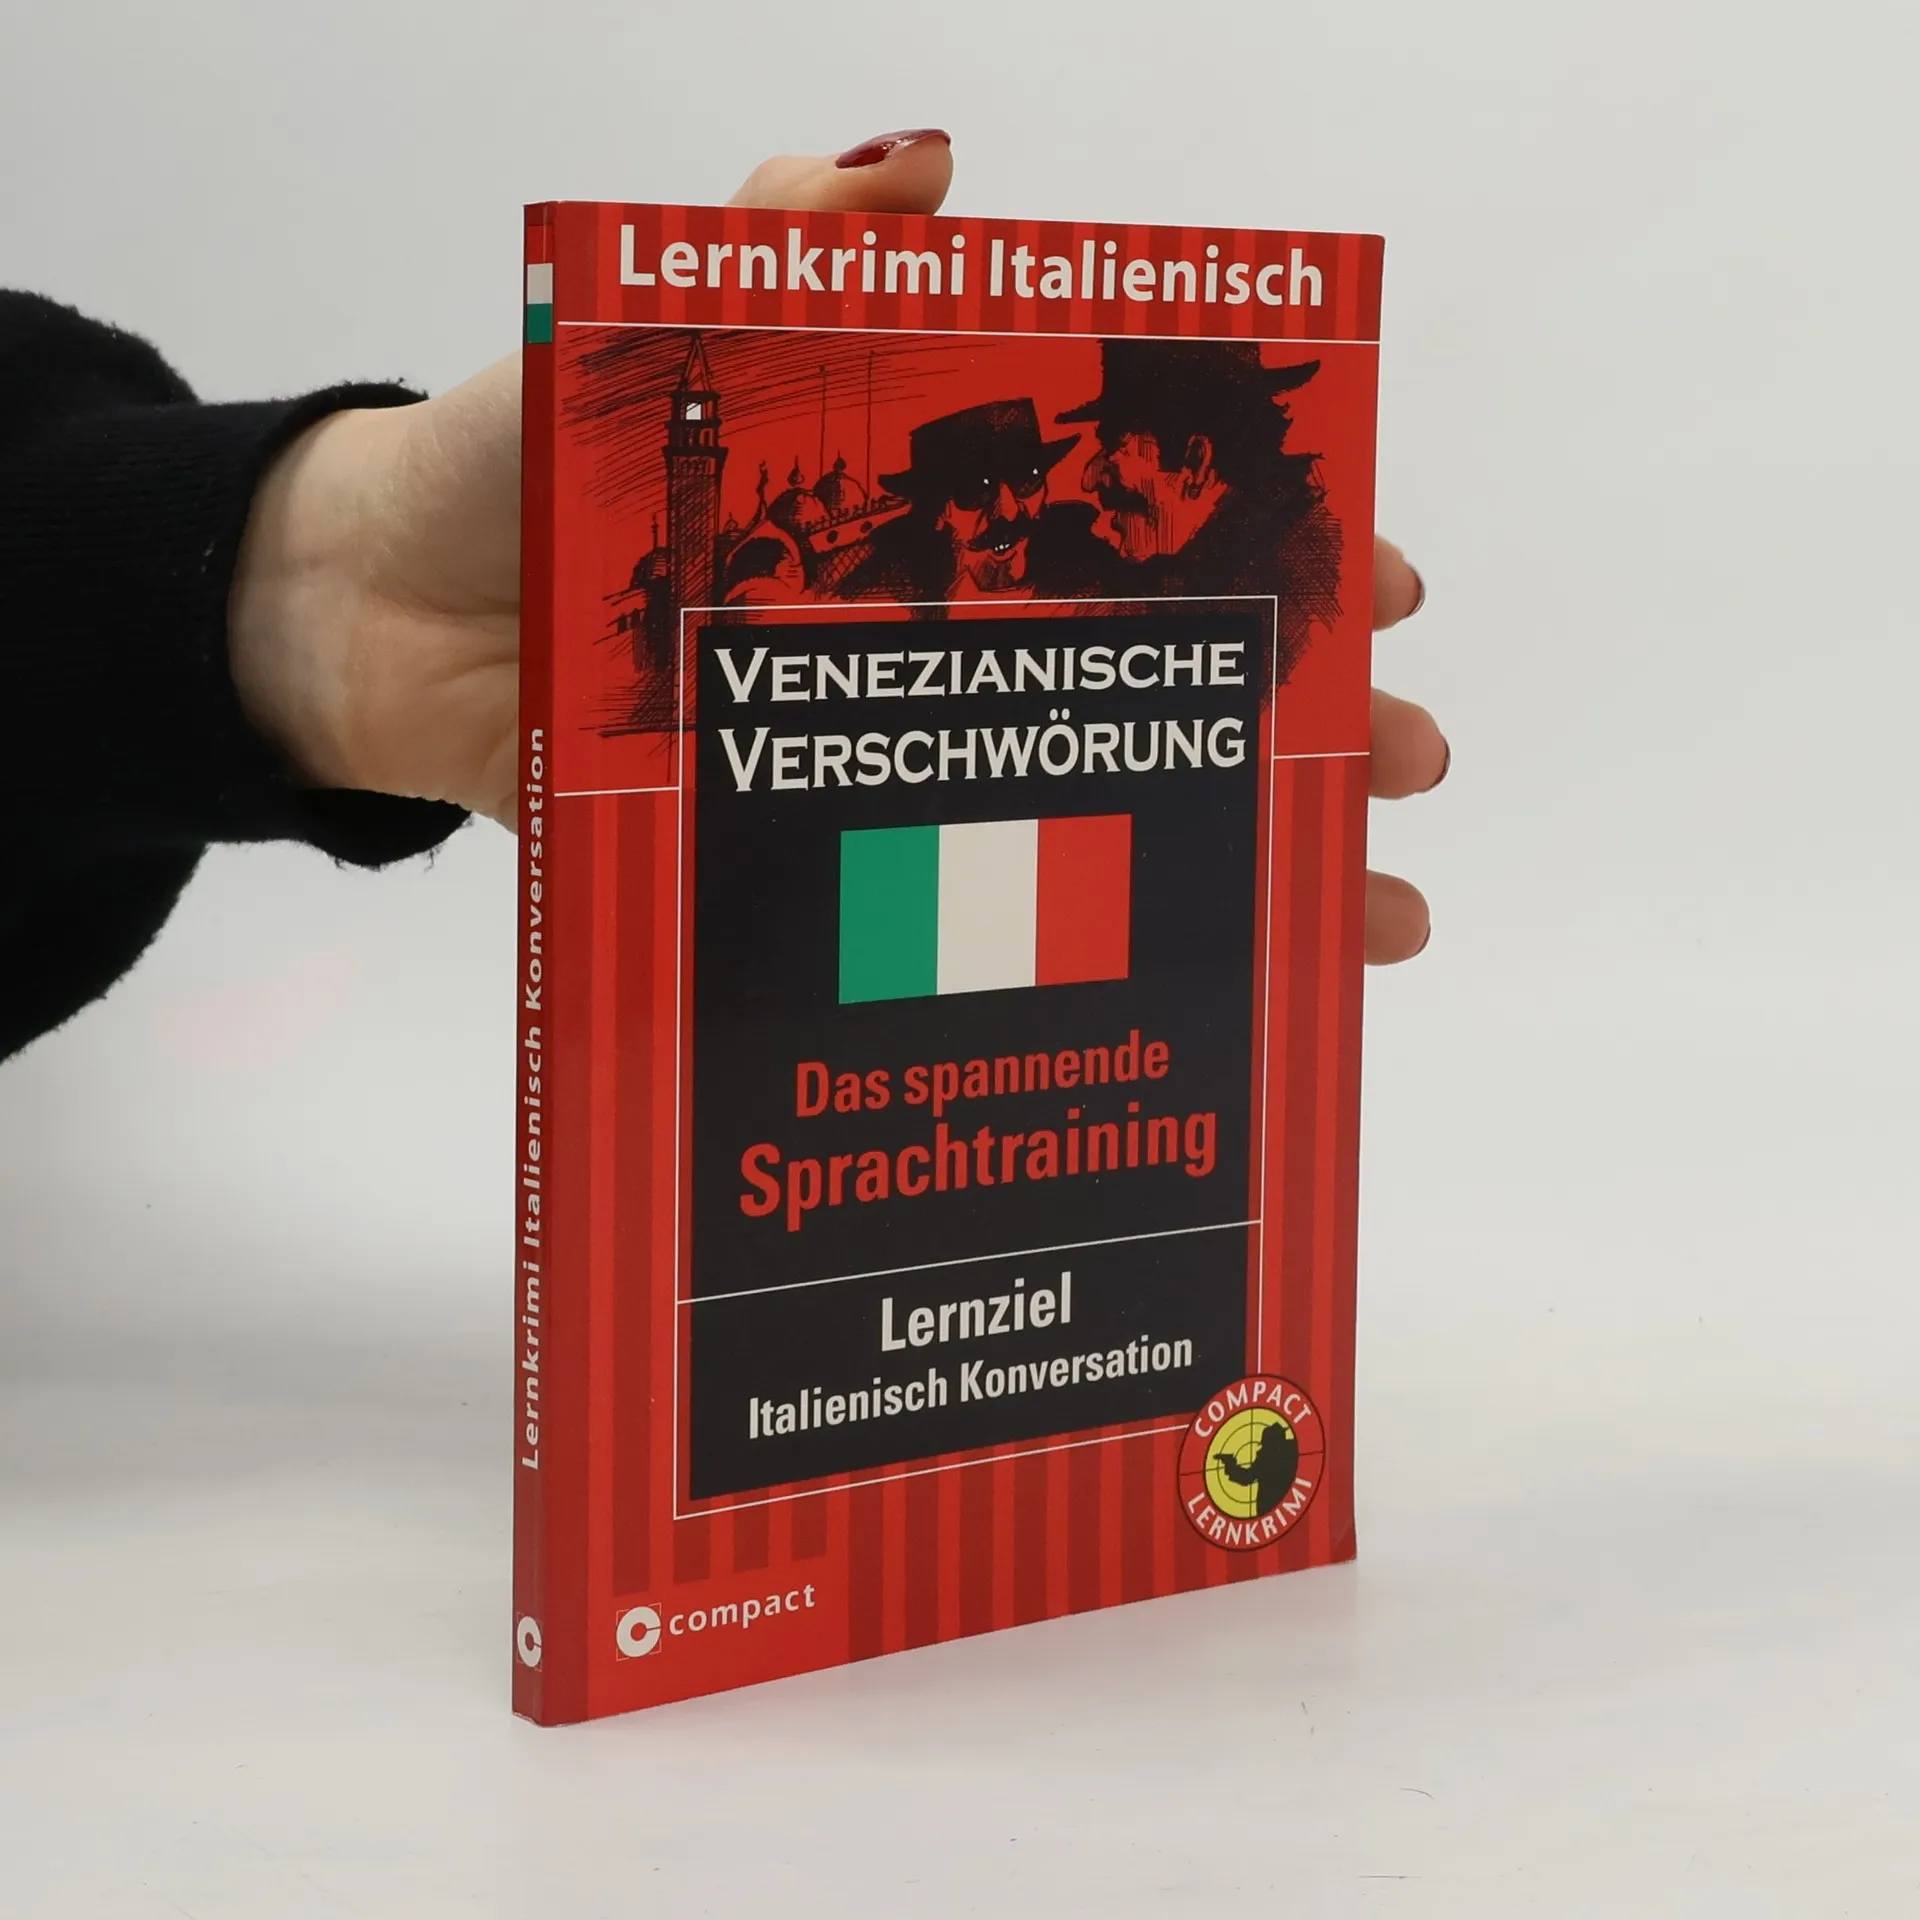 Lernkrimi Italienisch
VENEZIANISCHE
VERSCHWÖRUNG
Das spannende
Sprachtraining
Lernziel
Italienisch Konversation
COMPACT
LERNKRIMI
compact
Lernkrimi Italienisch Konversation